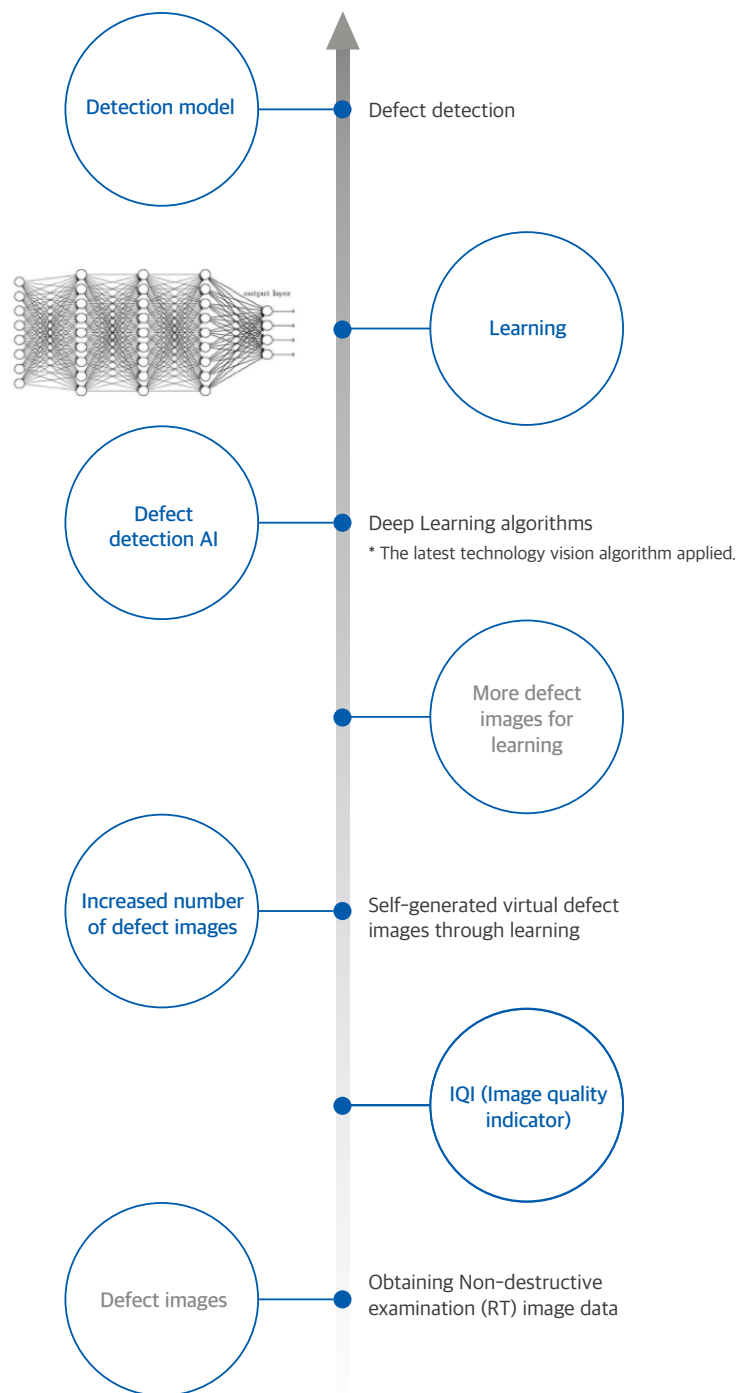 Detection model
Defect detection
output layer
Learning
Defect
detection AI
Deep Learning algorithms
* The latest technology vision algorithm applied.
More defect
images for
learning
Increased number
of defect images
Self-generated virtual defect
images through learning
IQI (Image quality
indicator)
Defect images
Obtaining Non-destructive
examination (RT) image data